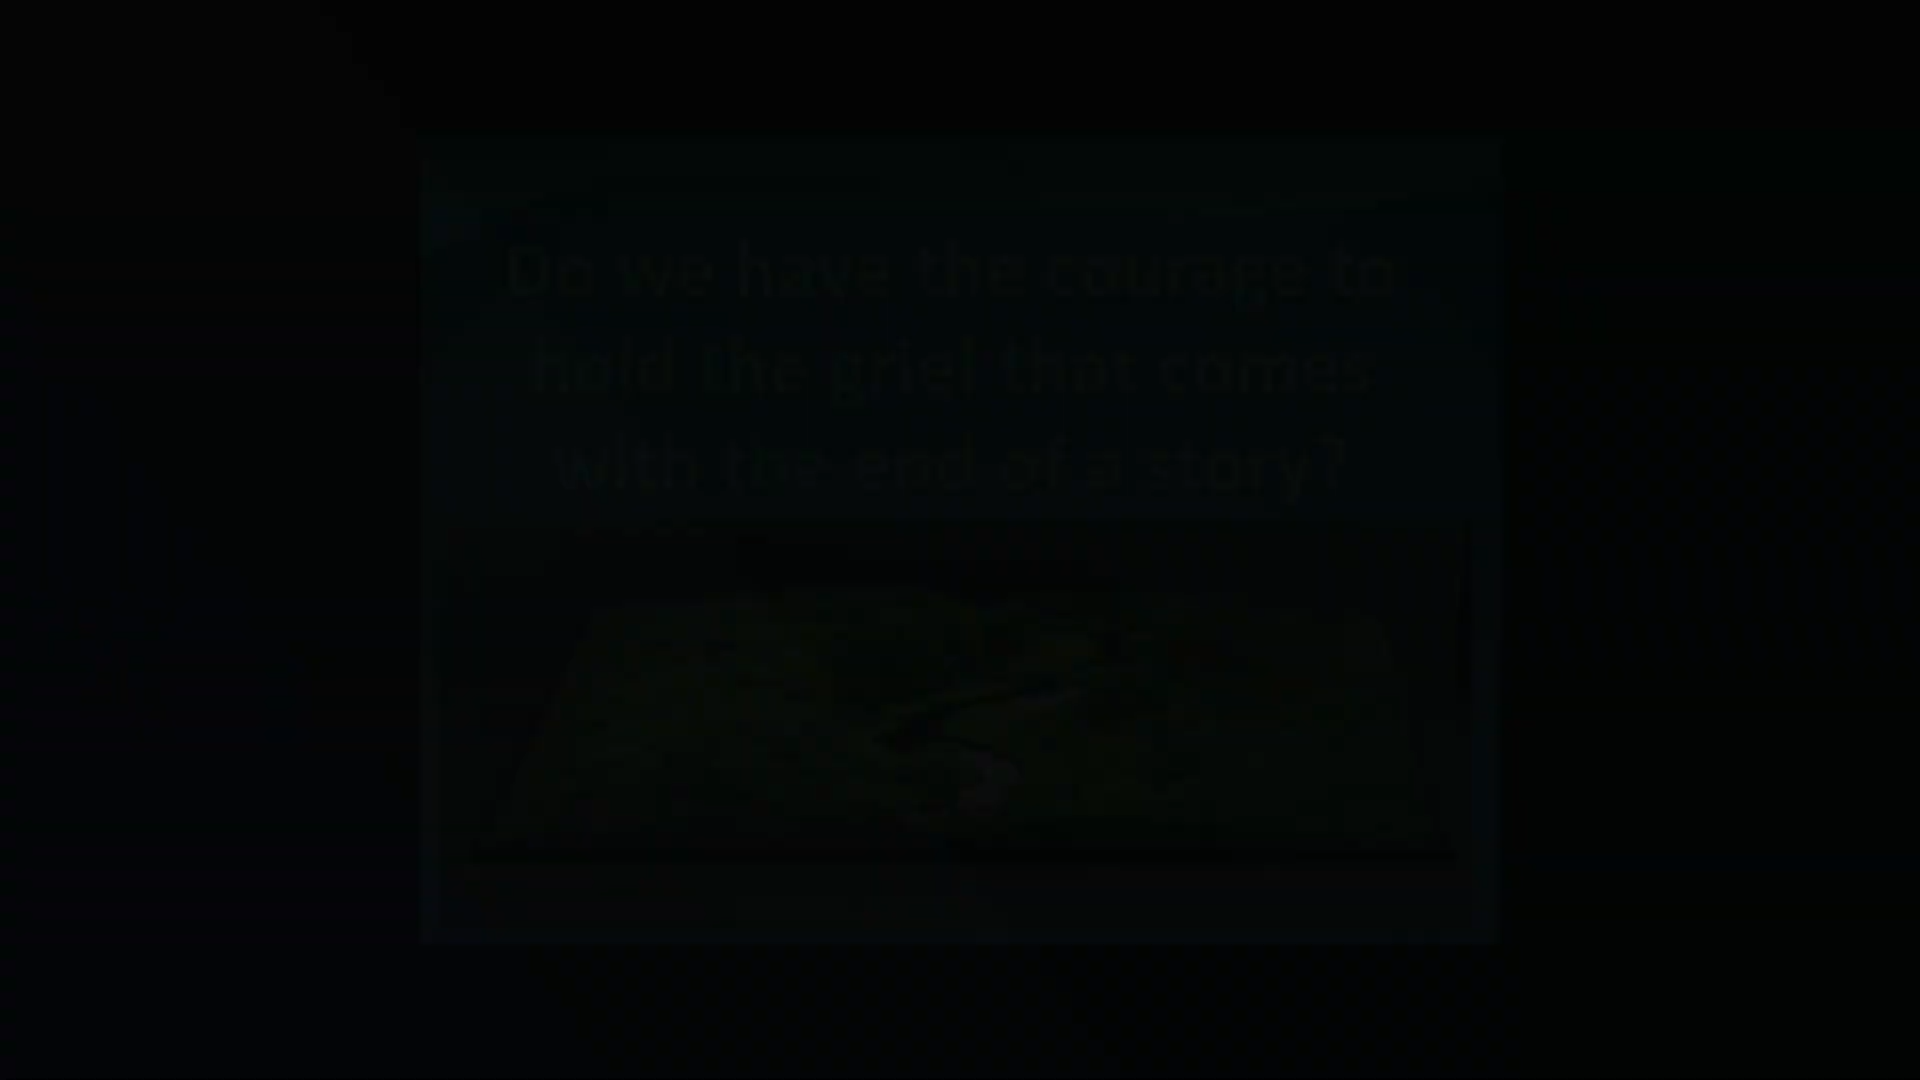 Do we have the courage to
hold the grief that comes
with the end of a story?